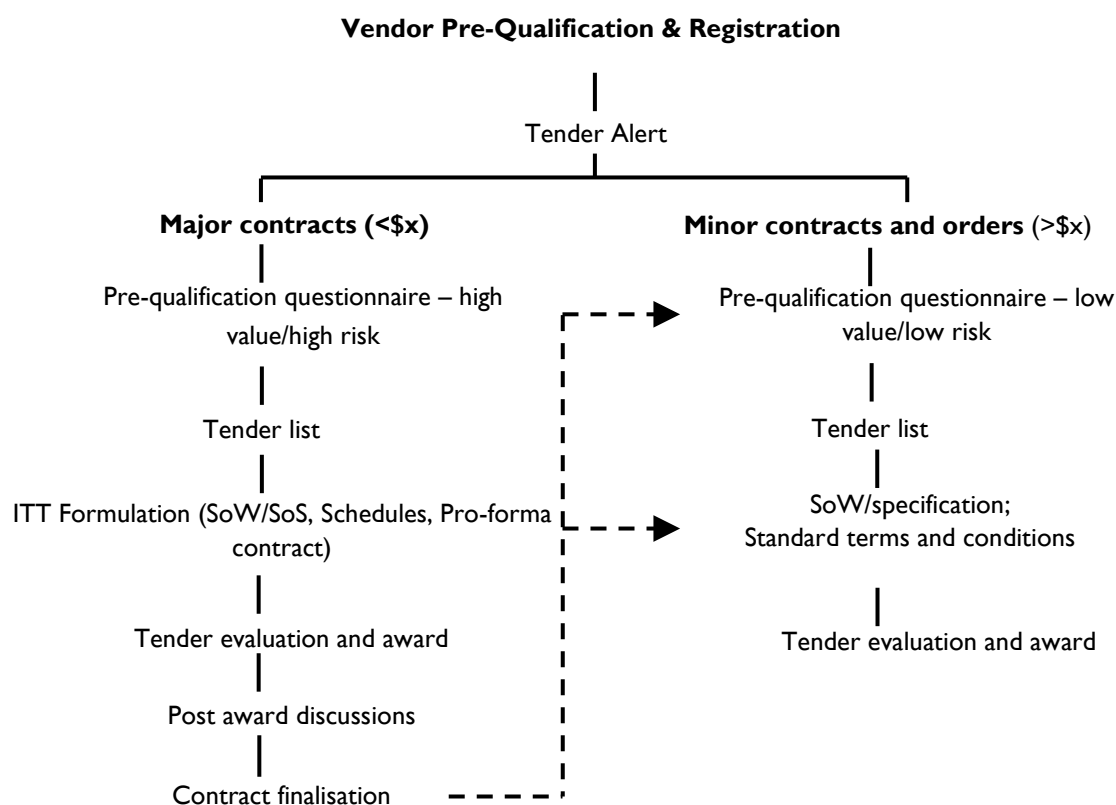 Vendor Pre-Qualification & Registration
Tender Alert
Major contracts (<$x)
Minor contracts and orders (>$x)
Pre-qualification questionnaire – high
value/high risk
Pre-qualification questionnaire – low
value/low risk
Tender list
Tender list
ITT Formulation (SoW/SoS, Schedules, Pro-forma
contract)
SoW/specification;
Standard terms and conditions
Tender evaluation and award
Tender evaluation and award
Post award discussions
Contract finalisation